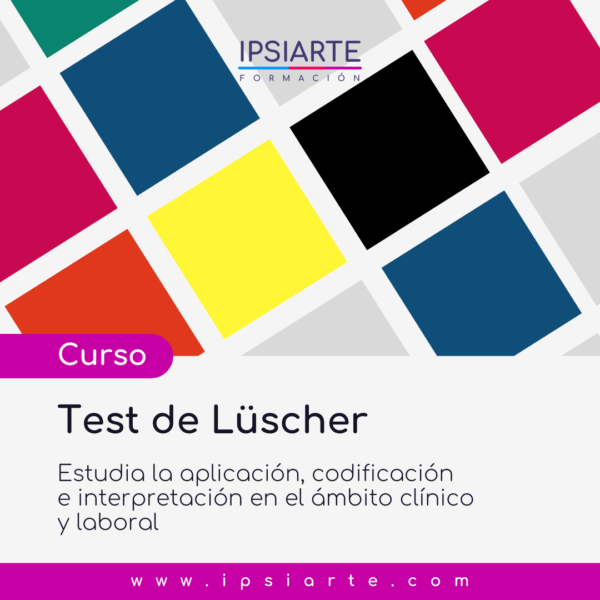 IPSIARTE
FORMACIÓN
Curso
Test de Lüscher
Estudia la aplicación, codificación
e interpretación en el ámbito clínico
y laboral
www.ipsiarte.com